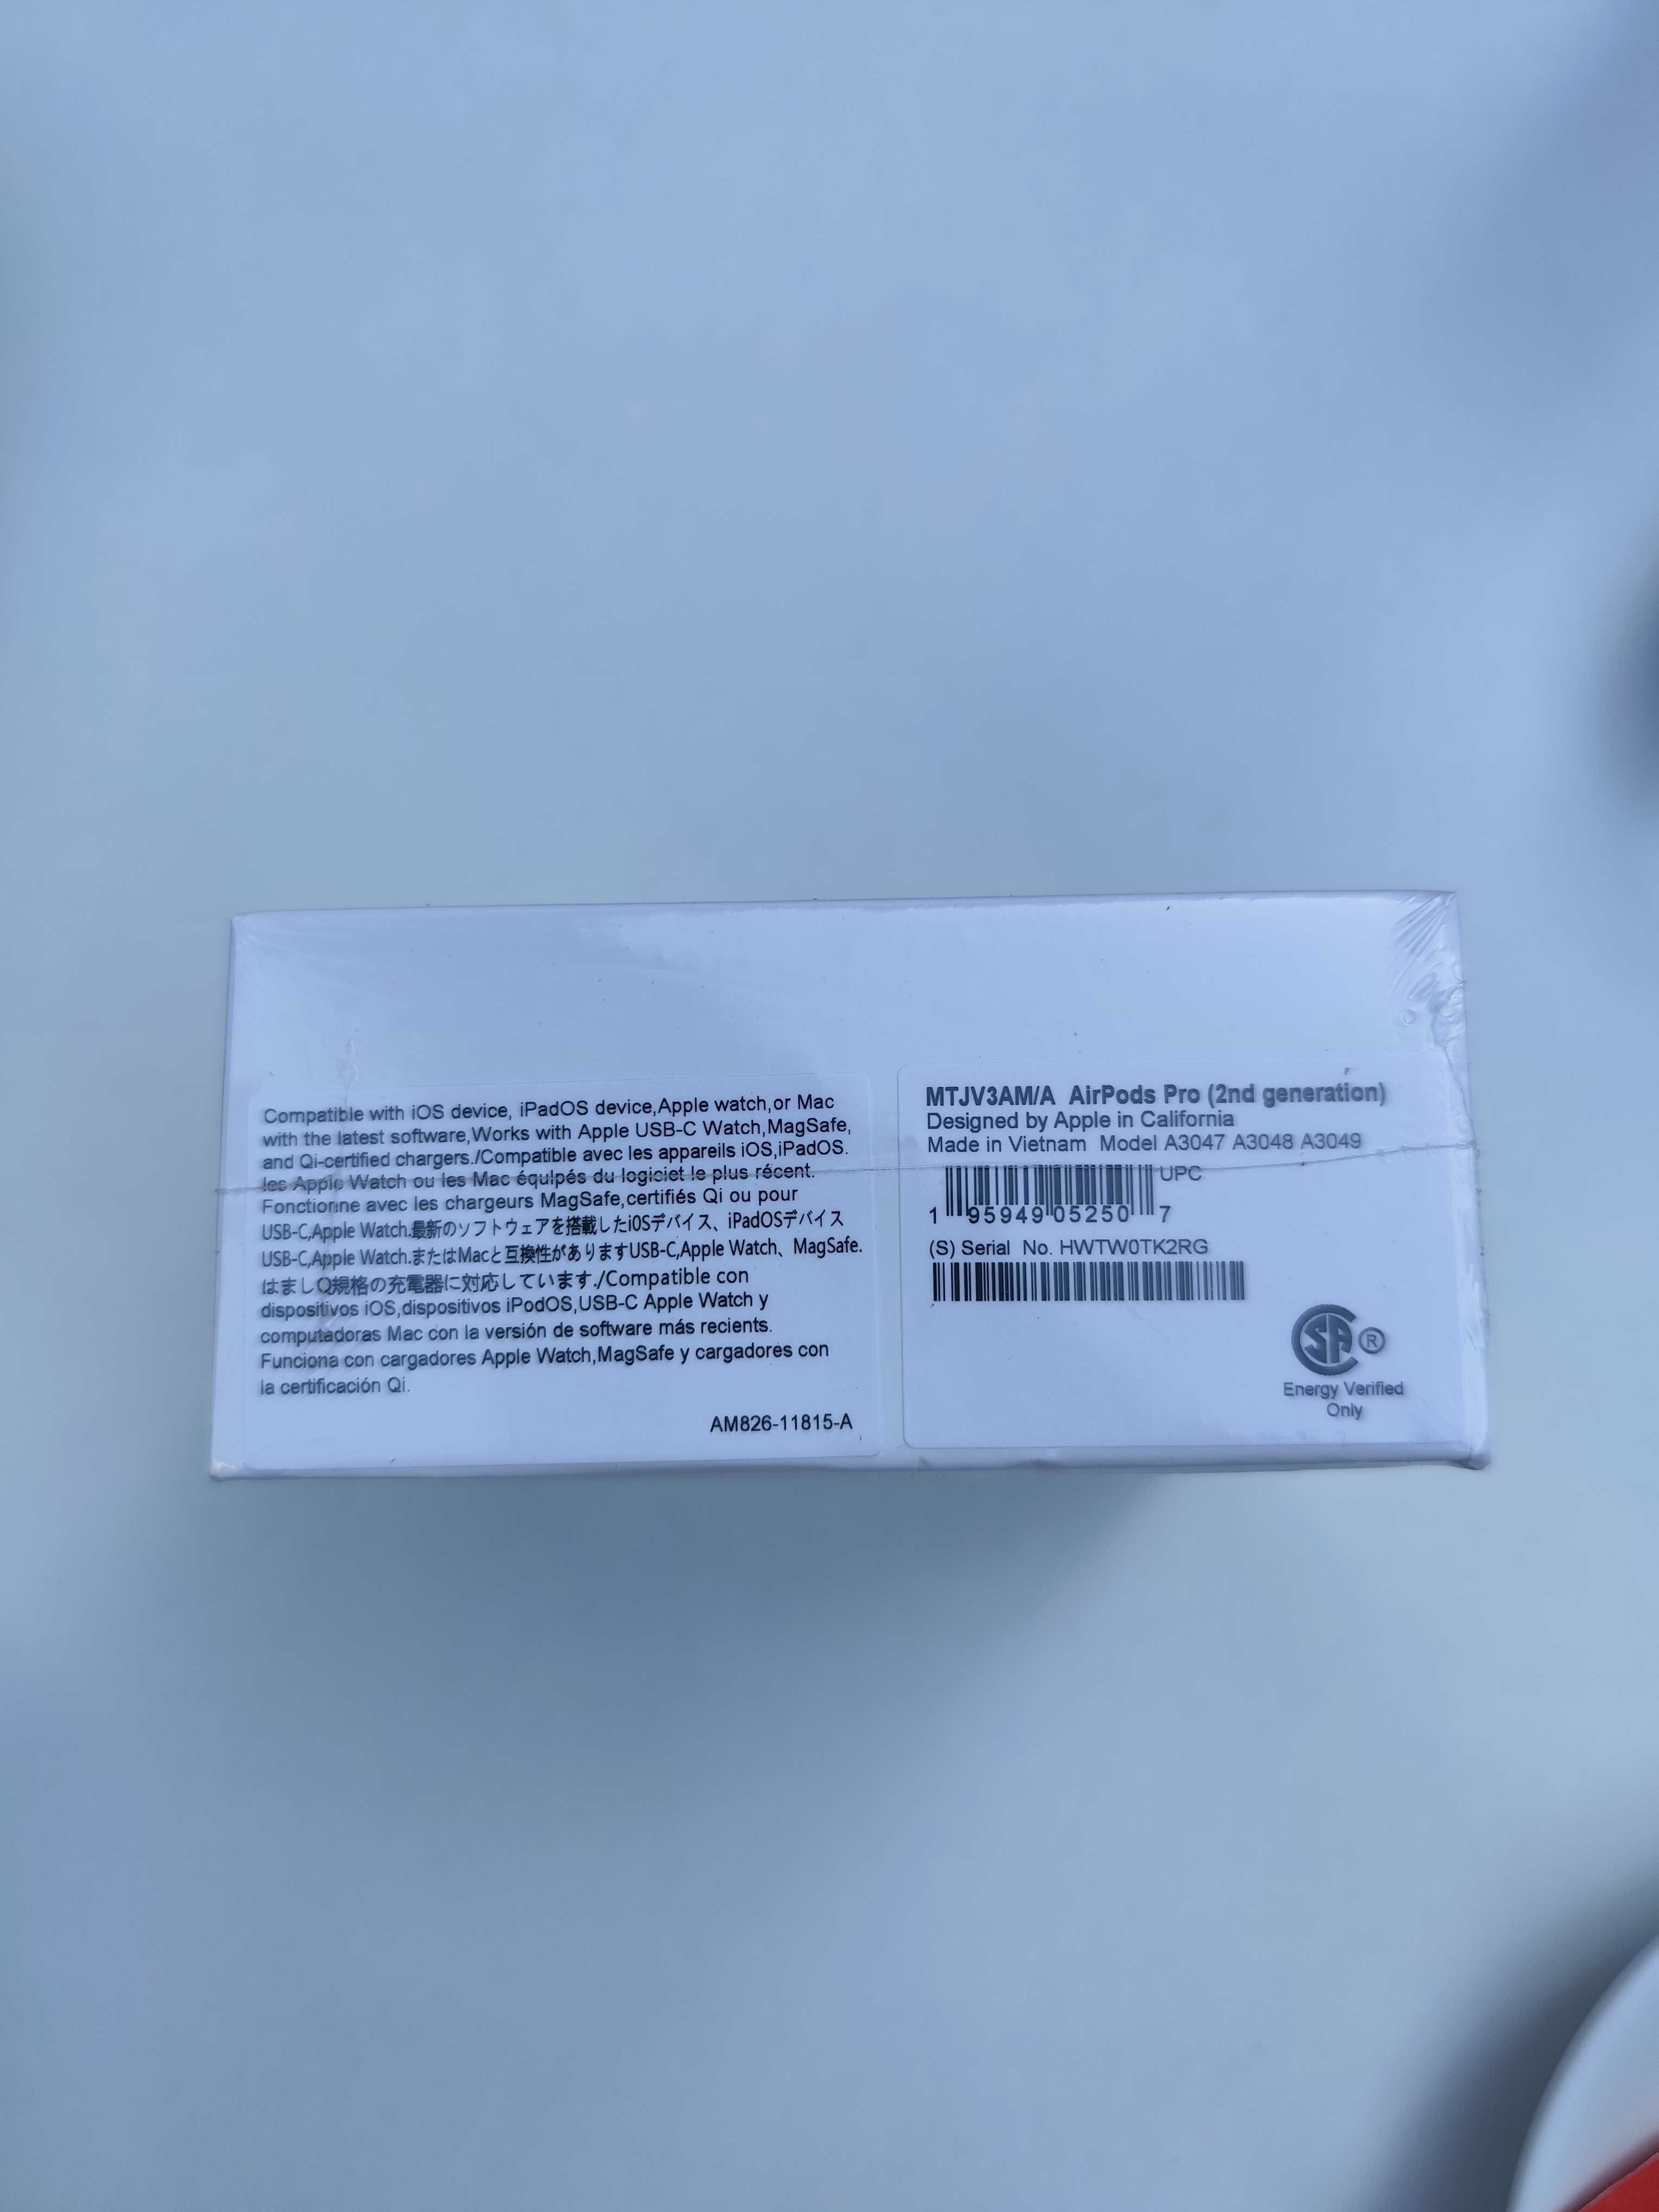 Compatible with iOS device, iPadOS device,Apple watch,or Mac
with the latest software,Works with Apple USB-C Watch,MagSafe,
and Qi-certified chargers./Compatible avec les appareils iOS,iPadOS.
les Apple Watch ou les Mac équlpés du logiciet le plus récent.
Fonctionne avec les chargeurs MagSafe,certifiés Qi ou pour
USB-C,Apple Watch.最新のソフトウェアを搭載したi0Sデバイス、iPadOSデバイス
USB-C,Apple Watch.またはMacと互換性がありますUSB-C,Apple Watch、MagSafe.
はましQ規格の充電器に対応しています./Compatible con
dispositivos iOS,dispositivos iPodOS,USB-C Apple Watch y
computadoras Mac con la versión de software más recients.
Funciona con cargadores Apple Watch,MagSafe y cargadores con
la certificación Qi.
AM826-11815-A
MTJV3AM/A AirPods Pro (2nd generation)
Designed by Apple in California
Made in Vietnam Model A3047 A3048 A3049
UPC
1 95949 05250 7
(S) Serial No. HWTW0TK2RG
SA ®
Energy Verified
Only